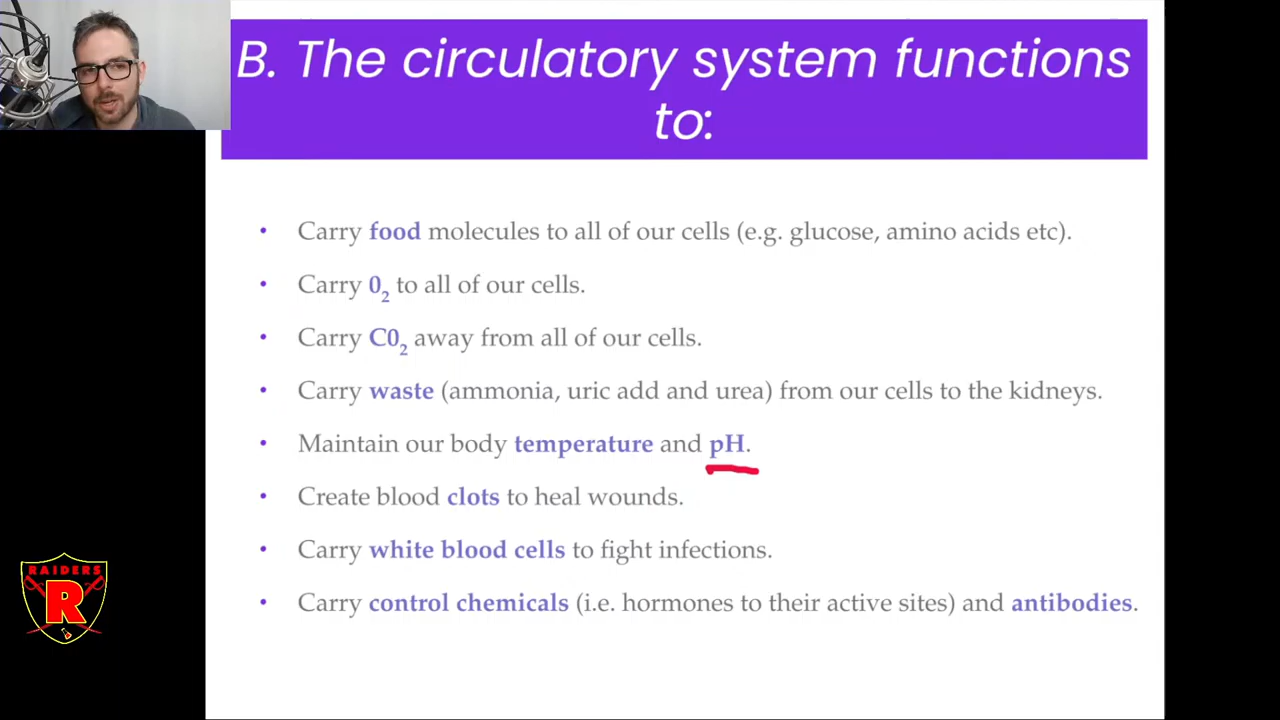 B. The circulatory system functions
to:
• Carry food molecules to all of our cells (e.g. glucose, amino acids etc).
• Carry 0₂ to all of our cells.
• Carry C0₂ away from all of our cells.
• Carry waste (ammonia, uric add and urea) from our cells to the kidneys.
• Maintain our body temperature and pH.
• Create blood clots to heal wounds.
• Carry white blood cells to fight infections.
• Carry control chemicals (i.e. hormones to their active sites) and antibodies.
RAIDERS
R